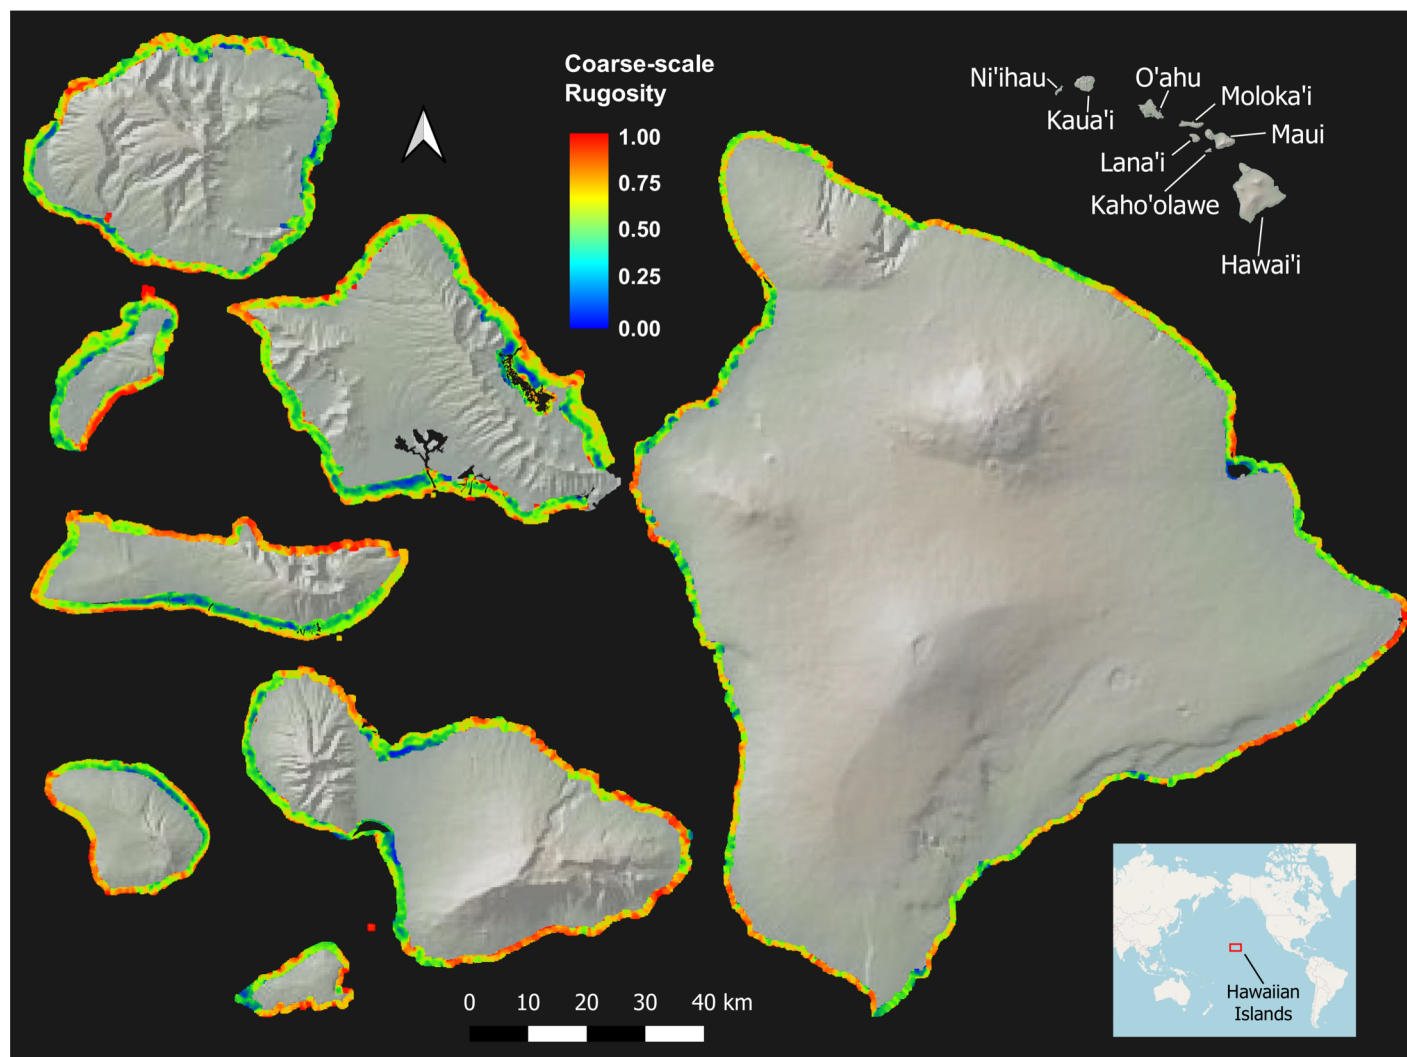 Coarse-scale
Rugosity
1.00
0.75
0.50
0.25
0.00
Ni'ihau
Kaua'i
O'ahu
Moloka'i
Maui
Lana'i
Kaho'olawe
Hawai'i
0 10 20 30 40 km
Hawaiian
Islands